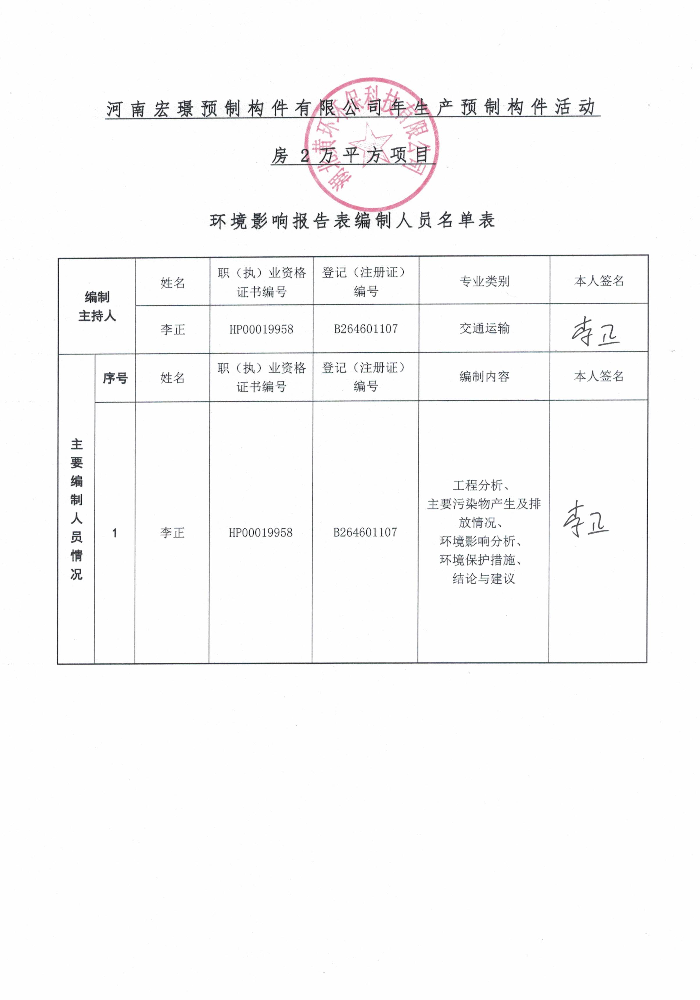 河南宏璟预制构件有限公司年生产预制构件活动
房2万平方项目
湖北黄环环保科技有限公司
环境影响报告表编制人员名单表
编制
主持人
姓名
职（执）业资格
证书编号
登记（注册证）
编号
专业类别
本人签名
李正
HP00019958
B264601107
交通运输
李正
主要编制人员情况
序号
姓名
职（执）业资格
证书编号
登记（注册证）
编号
编制内容
本人签名
1
李正
HP00019958
B264601107
工程分析、
主要污染物产生及排
放情况、
环境影响分析、
环境保护措施、
结论与建议
李正